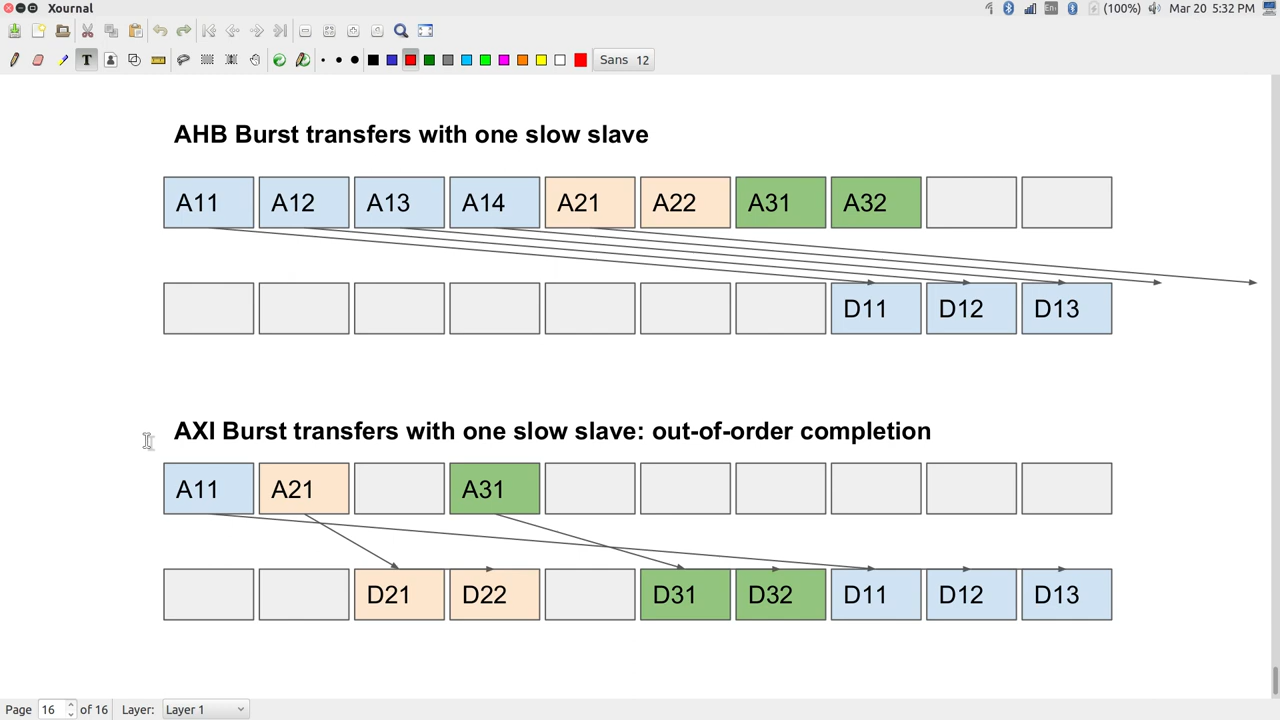 Xournal
En
(100%)
Mar 20 5:32 PM
T
Sans 12
AHB Burst transfers with one slow slave
A11 A12 A13 A14 A21 A22 A31 A32
D11 D12 D13
AXI Burst transfers with one slow slave: out-of-order completion
A11 A21 A31
D21 D22 D31 D32 D11 D12 D13
Page 16 of 16 Layer: Layer 1